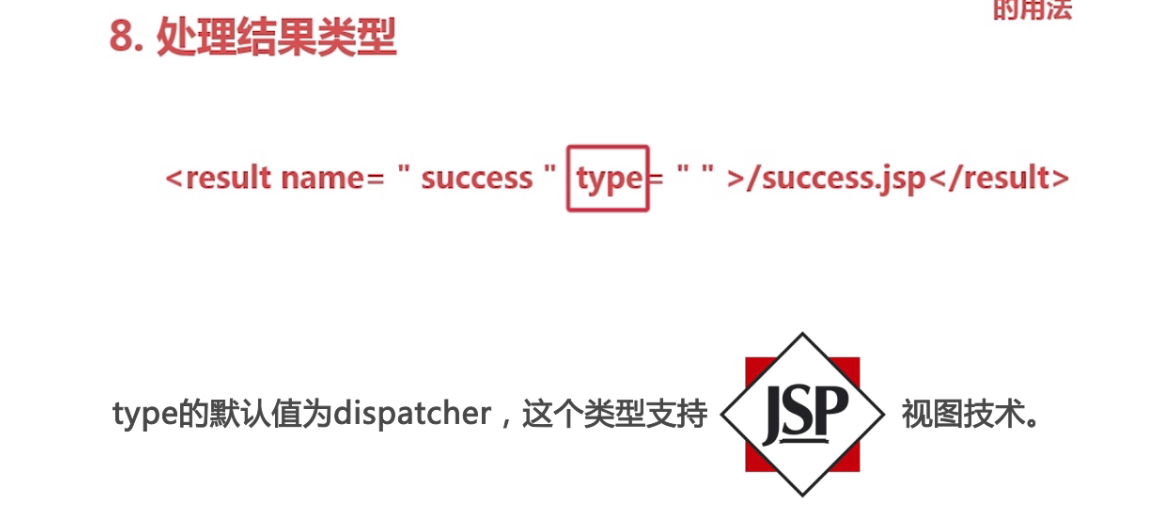 的用法
8. 处理结果类型
<result name= " success " type= " " >/success.jsp</result>
type的默认值为dispatcher，这个类型支持 JSP 视图技术。